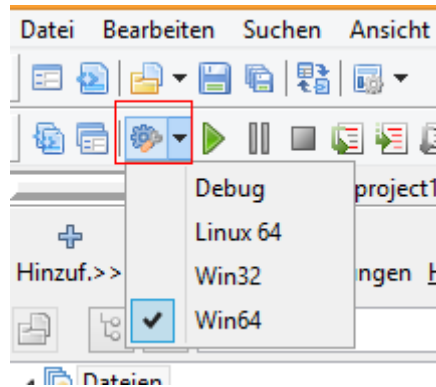 Datei Bearbeiten Suchen Ansicht
Debug
project1
Linux 64
Hinzuf.>>
Win32
ngen
Win64
Dateien